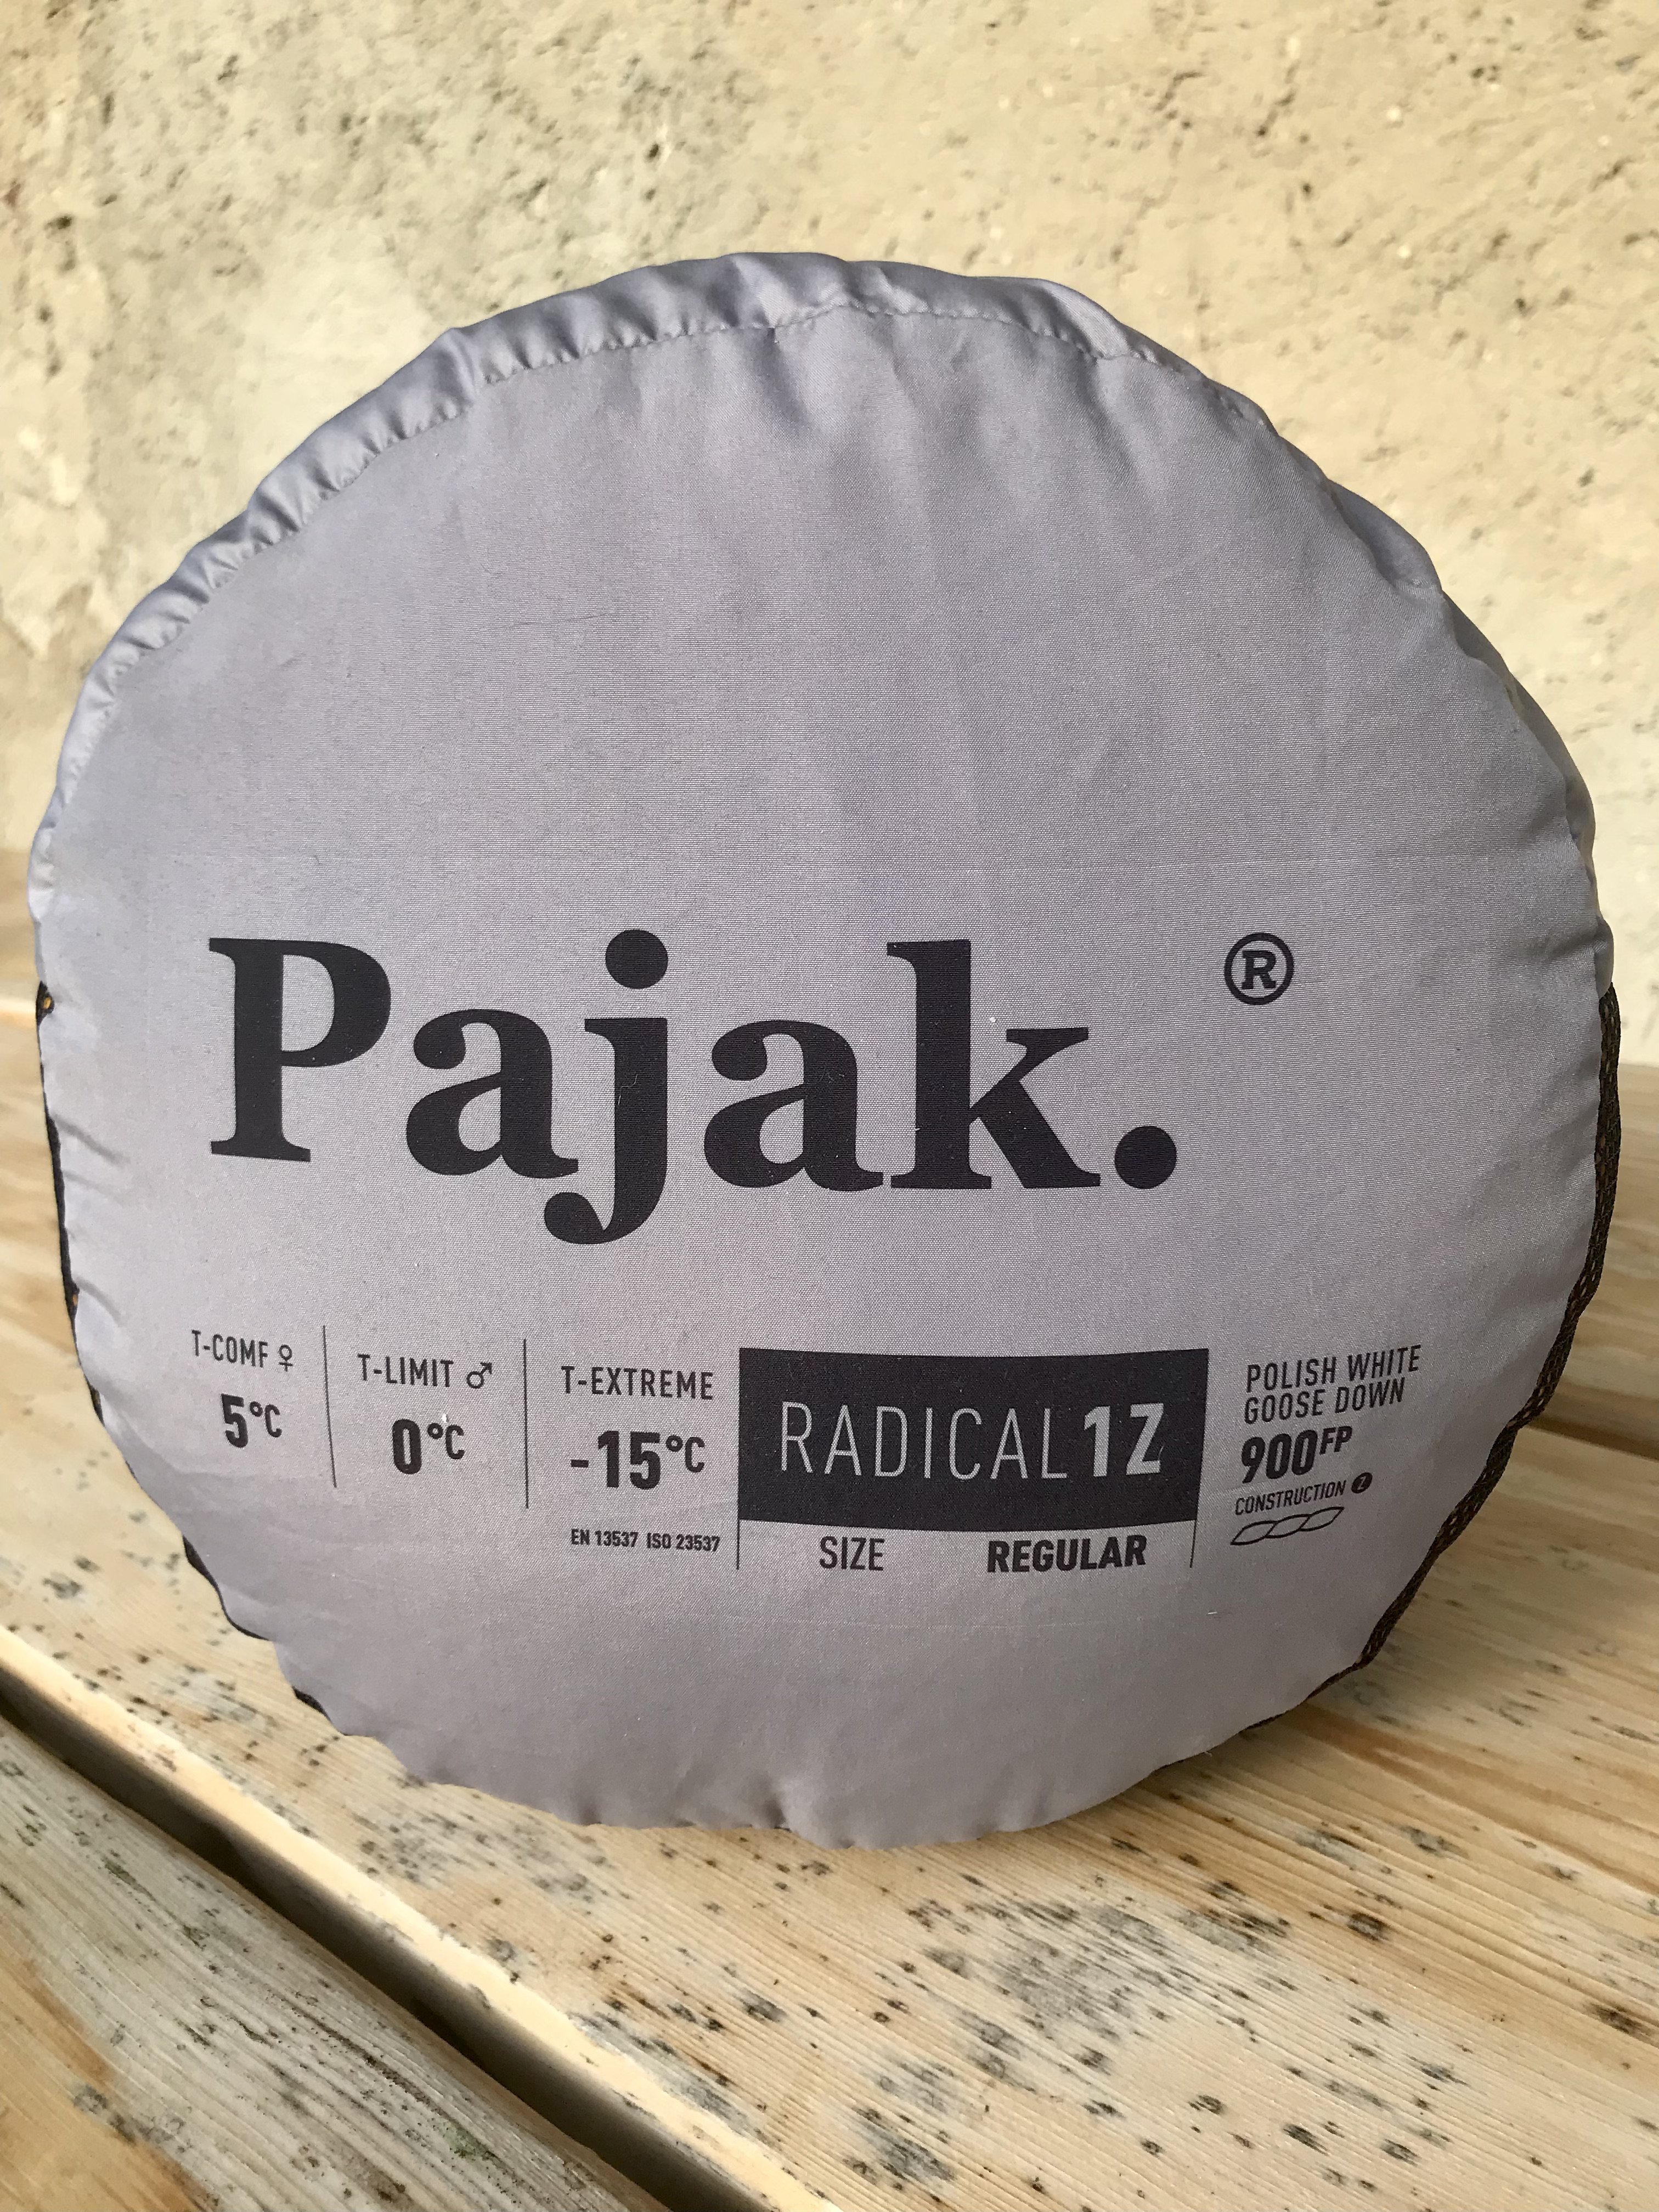 Pajak.®
T-COMF ♀
5°C
T-LIMIT ♂
0°C
T-EXTREME
-15°C
EN 13537 ISO 23537
RADICAL 1Z
SIZE REGULAR
POLISH WHITE
GOOSE DOWN
900FP
CONSTRUCTION Z